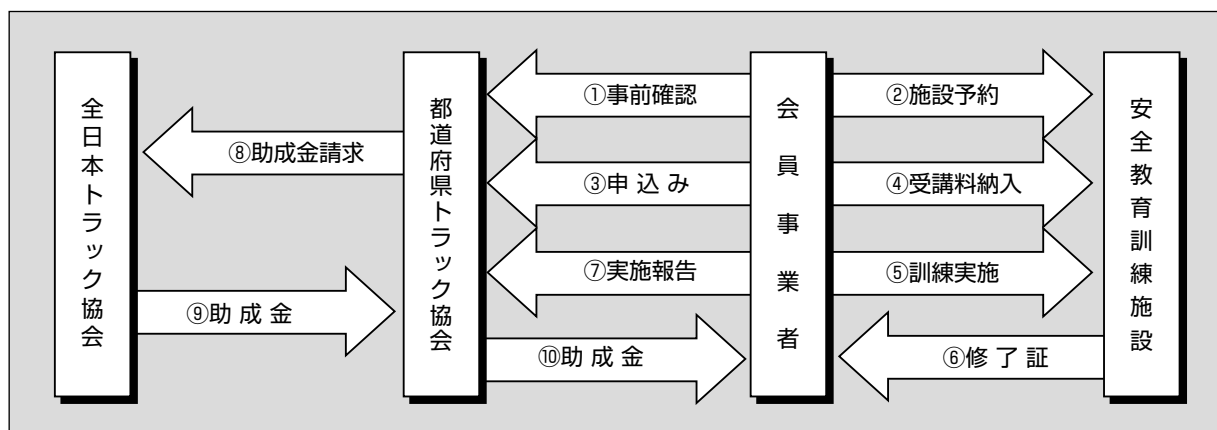 全日本トラック協会
都道府県トラック協会
会員事業者
安全教育訓練施設
①事前確認
②施設予約
③申込み
④受講料納入
⑤訓練実施
⑥修了証
⑦実施報告
⑧助成金請求
⑨助成金
⑩助成金